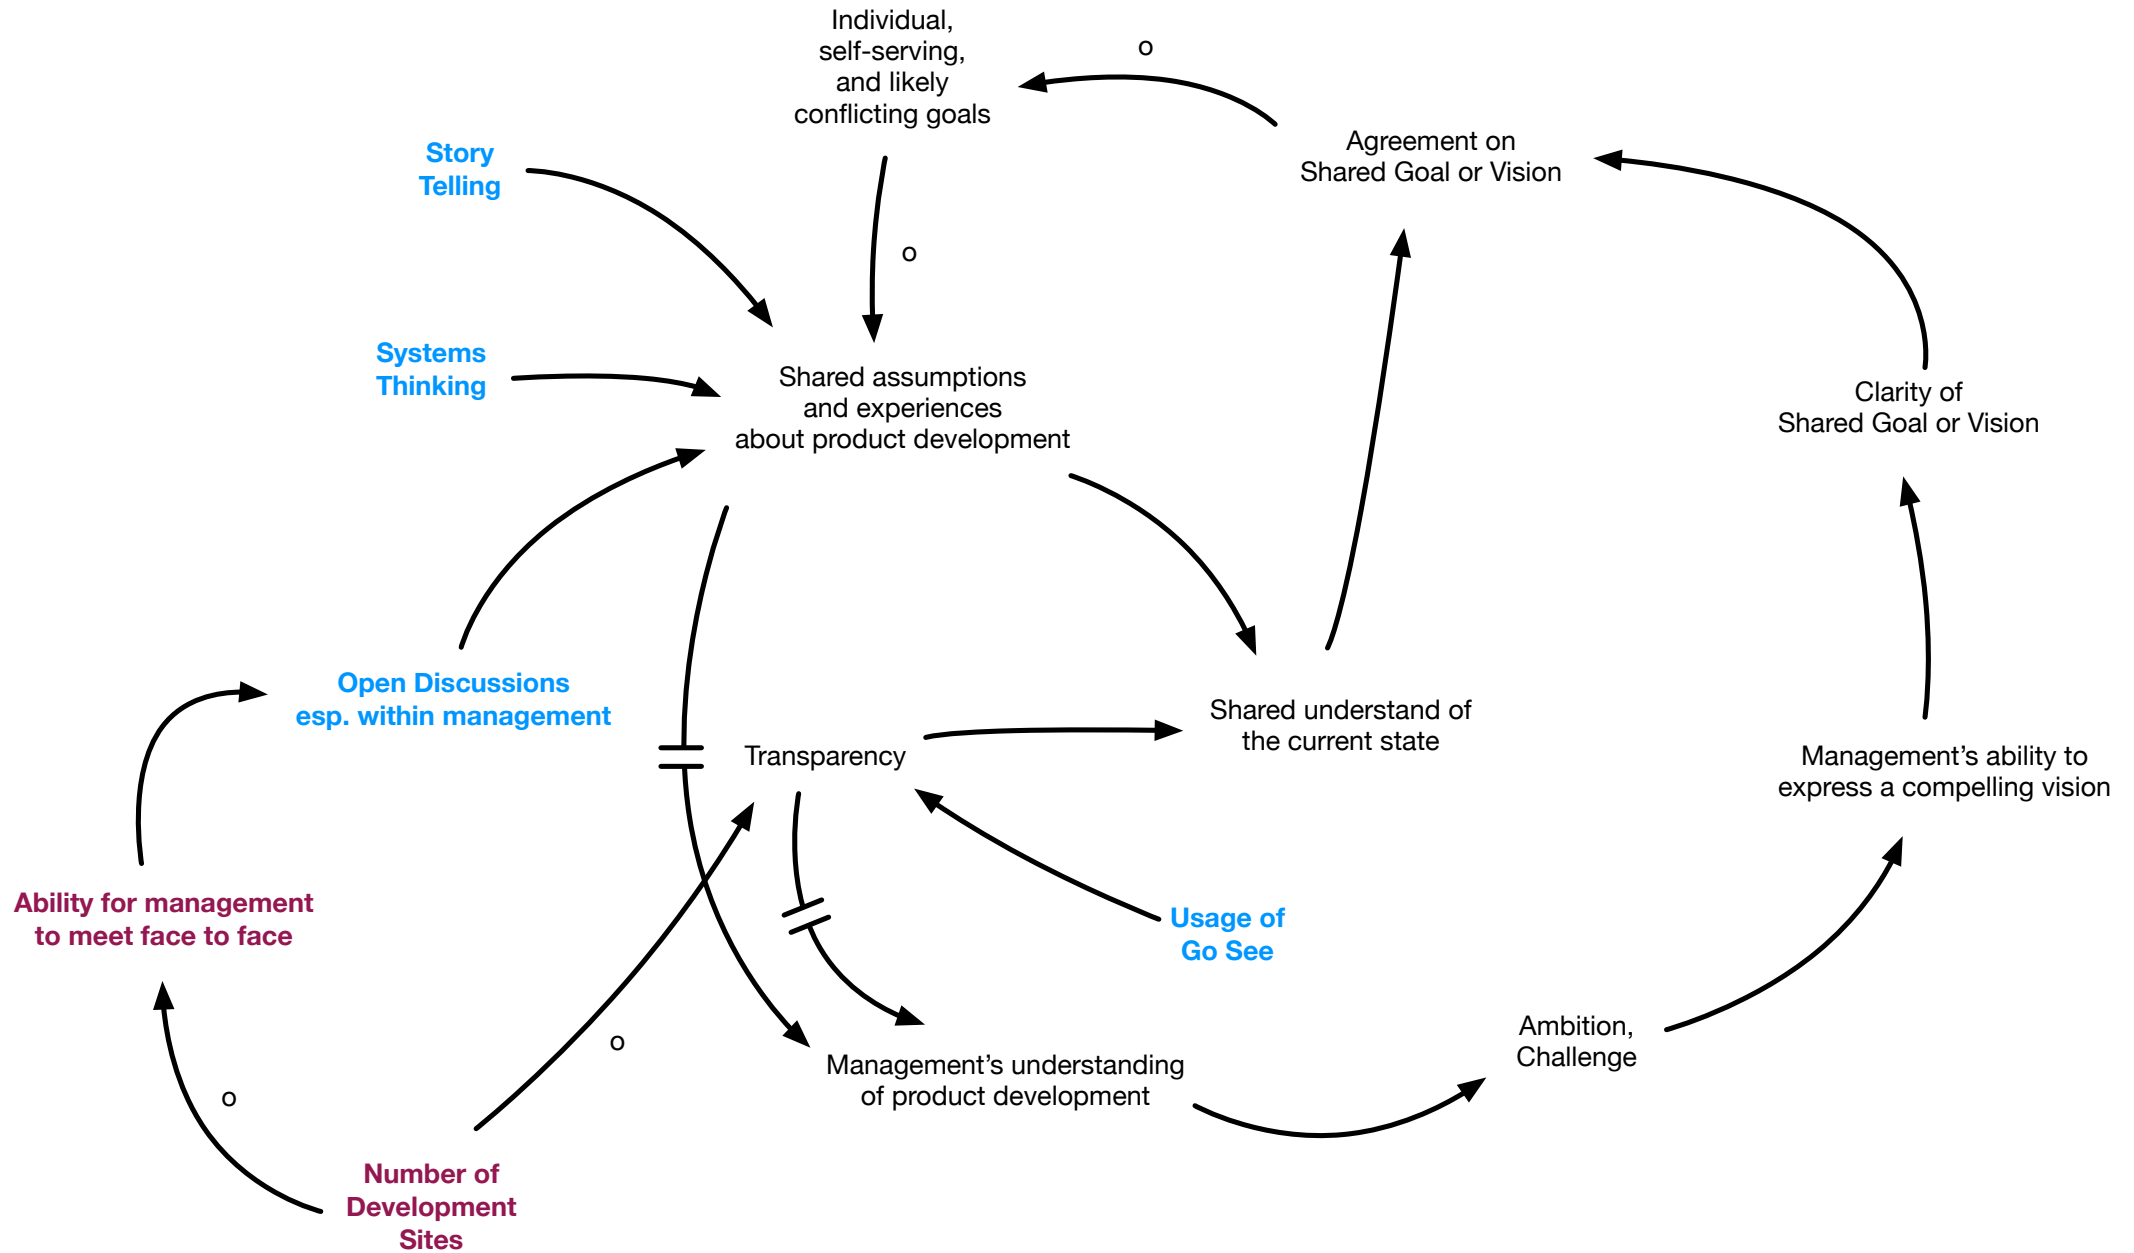 Individual,
self-serving,
and likely
conflicting goals
o
Agreement on
Shared Goal or Vision
Story
Telling
o
Systems
Thinking
Shared assumptions
and experiences
about product development
Clarity of
Shared Goal or Vision
Open Discussions
esp. within management
Transparency
Shared understand of
the current state
Management’s ability to
express a compelling vision
Ability for management
to meet face to face
Usage of
Go See
o
Management’s understanding
of product development
Ambition,
Challenge
o
Number of
Development
Sites